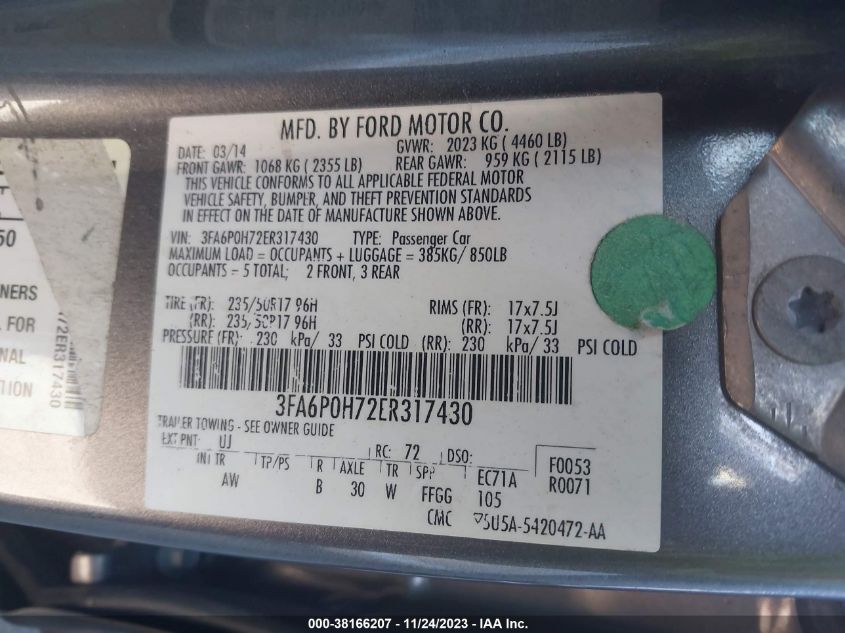 MFD. BY FORD MOTOR CO.
DATE: 03/14 GVWR: 2023 KG ( 4460 LB)
FRONT GAWR: 1068 KG ( 2355 LB) REAR GAWR: 959 KG ( 2115 LB)
THIS VEHICLE CONFORMS TO ALL APPLICABLE FEDERAL MOTOR
VEHICLE SAFETY, BUMPER, AND THEFT PREVENTION STANDARDS
IN EFFECT ON THE DATE OF MANUFACTURE SHOWN ABOVE.
VIN: 3FA6P0H72ER317430 TYPE: Passenger Car
MAXIMUM LOAD = OCCUPANTS + LUGGAGE = 385KG/ 850LB
OCCUPANTS = 5 TOTAL; 2 FRONT, 3 REAR
TIRE (FR): 235/50R17 96H RIMS (FR): 17x7.5J
(RR): 235/50R17 96H (RR): 17x7.5J
PRESSURE (FR): 230 kPa/ 33 PSI COLD (RR): 230 kPa/ 33 PSI COLD
3FA6P0H72ER317430
TRAILER TOWING - SEE OWNER GUIDE
EXT PNT: UJ RC: 72 DSO:
INT TR TP/PS R AXLE TR SPR EC71A F0053
AW B 30 W FFGG 105 R0071
CMC 5U5A-5420472-AA
50
NERS
FOR
NAL
TION
72ER317430
000-38166207 - 11/24/2023 - IAA Inc.